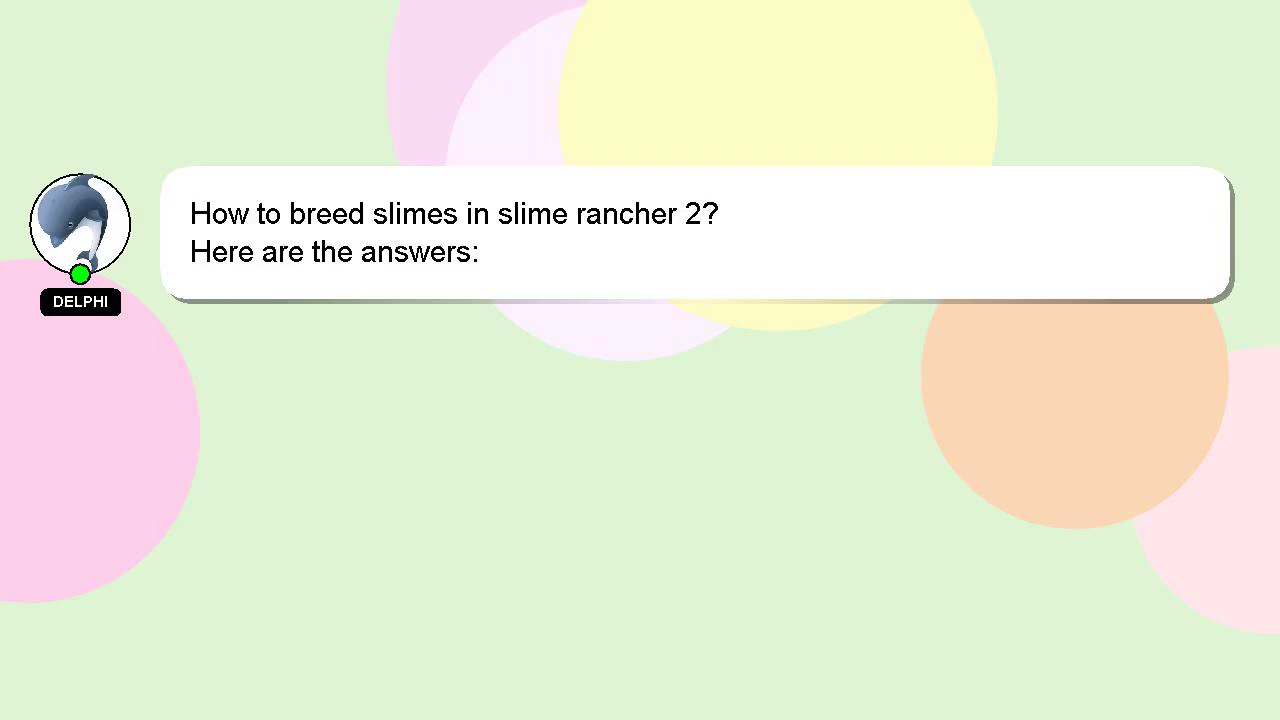 How to breed slimes in slime rancher 2?
Here are the answers:
DELPHI